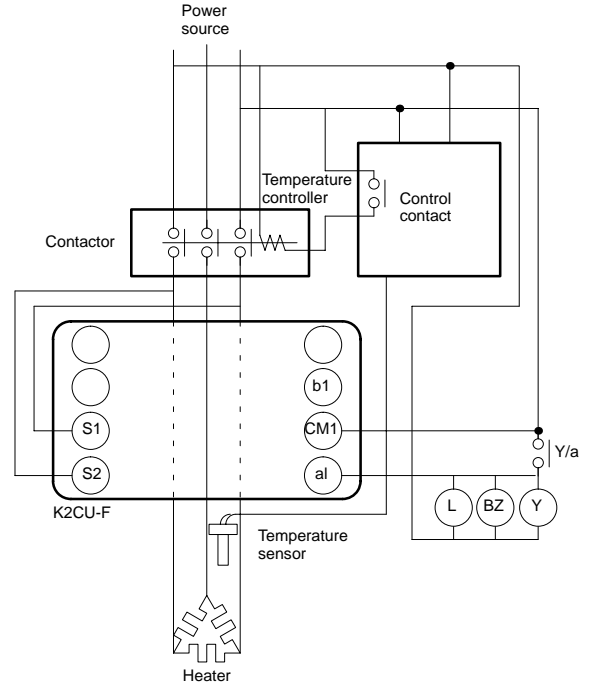 Power
source
Temperature
controller
Control
contact
Contactor
b1
S1
CM1
Y/a
S2
al
L
BZ
Y
K2CU-F
Temperature
sensor
Heater